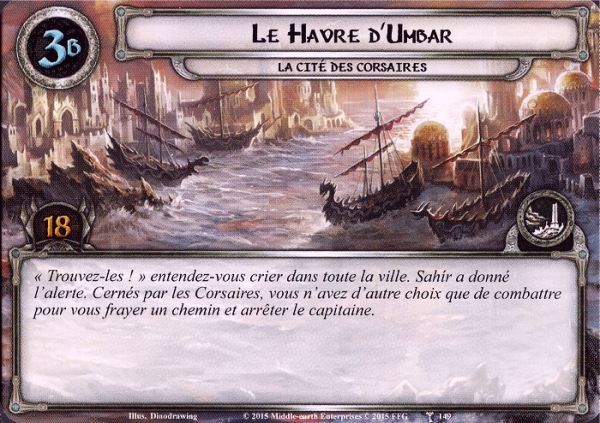 3B
LE HAVRE D'UMBAR
LA CITÉ DES CORSAIRES
18
« Trouvez-les ! » entendez-vous crier dans toute la ville. Sahír a donné
l'alerte. Cernés par les Corsaires, vous n'avez d'autre choix que de combattre
pour vous frayer un chemin et arrêter le capitaine.
Illus. Dinodrawing
© 2015 Middle-earth Enterprises © 2015 FFG
149